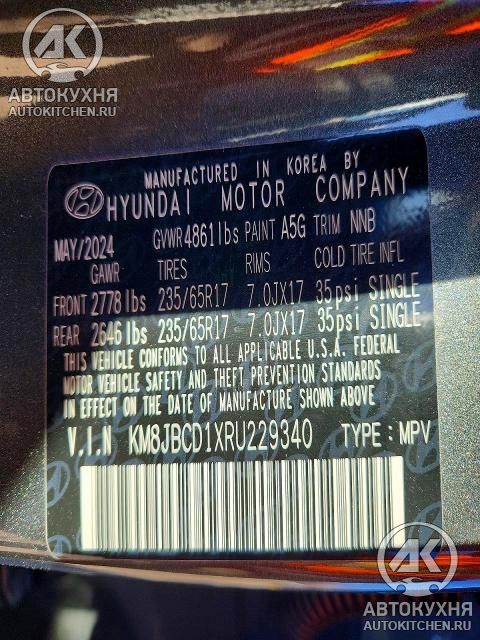 АК
АВТОКУХНЯ
AUTOKITCHEN.RU
MANUFACTURED IN KOREA BY
HYUNDAI MOTOR COMPANY
MAY/2024 GVWR 4861lbs PAINT A5G TRIM NNB
GAWR TIRES RIMS COLD TIRE INFL
FRONT 2778 lbs 235/65R17 7.0JX17 35psi SINGLE
REAR 2646 lbs 235/65R17 7.0JX17 35psi SINGLE
THIS VEHICLE CONFORMS TO ALL APPLICABLE U.S.A. FEDERAL
MOTOR VEHICLE SAFETY AND THEFT PREVENTION STANDARDS
IN EFFECT ON THE DATE OF MANUFACTURE SHOWN ABOVE.
V.I.N KM8JBCD1XRU229340 TYPE: MPV
АК
АВТОКУХНЯ
AUTOKITCHEN.RU